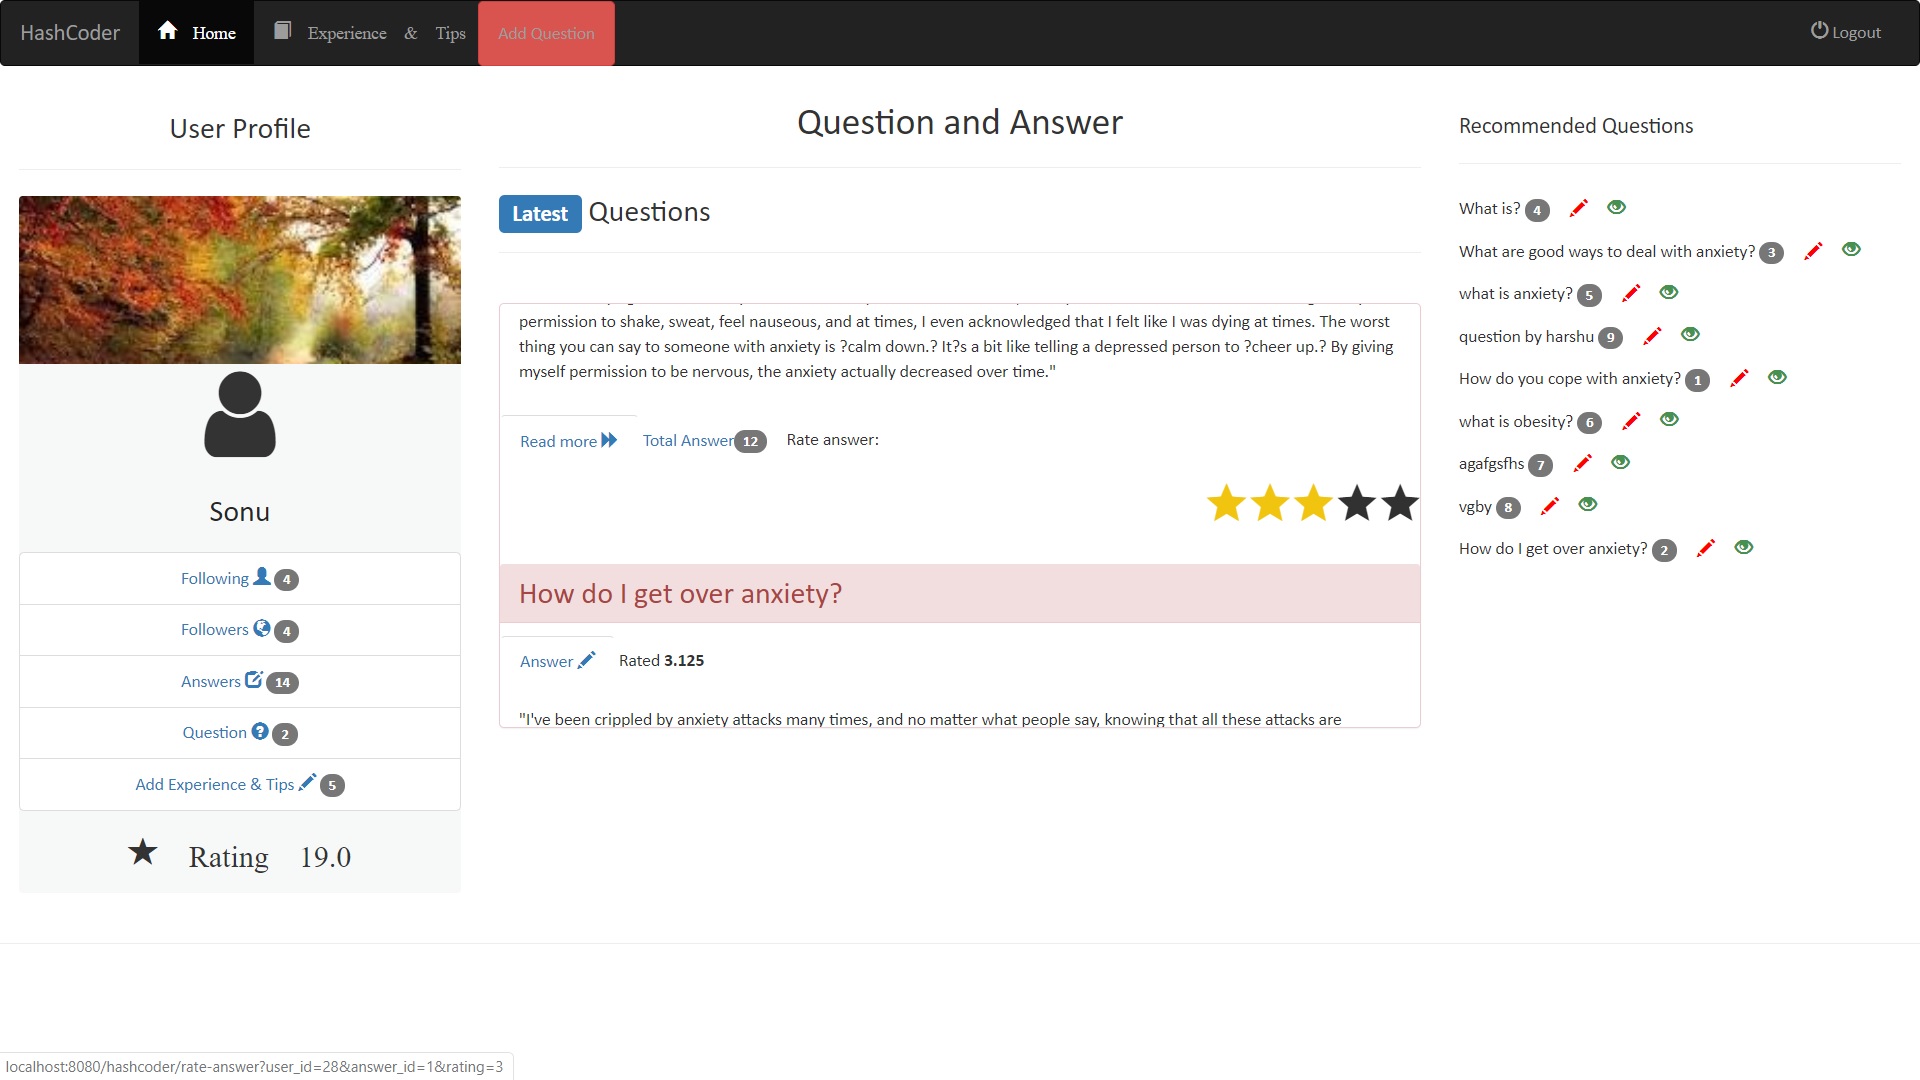 HashCoder
Home
Experience & Tips
Add Question
Logout
User Profile
Sonu
Following 4
Followers 4
Answers 14
Question 2
Add Experience & Tips 5
Rating 19.0
Question and Answer
Latest Questions
permission to shake, sweat, feel nauseous, and at times, I even acknowledged that I felt like I was dying at times. The worst
thing you can say to someone with anxiety is ?calm down.? It?s a bit like telling a depressed person to ?cheer up.? By giving
myself permission to be nervous, the anxiety actually decreased over time."
Read more Total Answer 12 Rate answer:
How do I get over anxiety?
Answer Rated 3.125
"I've been crippled by anxiety attacks many times, and no matter what people say, knowing that all these attacks are
Recommended Questions
What is? 4
What are good ways to deal with anxiety? 3
what is anxiety? 5
question by harshu 9
How do you cope with anxiety? 1
what is obesity? 6
agafgsfhs 7
vgby 8
How do I get over anxiety? 2
localhost:8080/hashcoder/rate-answer?user_id=28&answer_id=1&rating=3